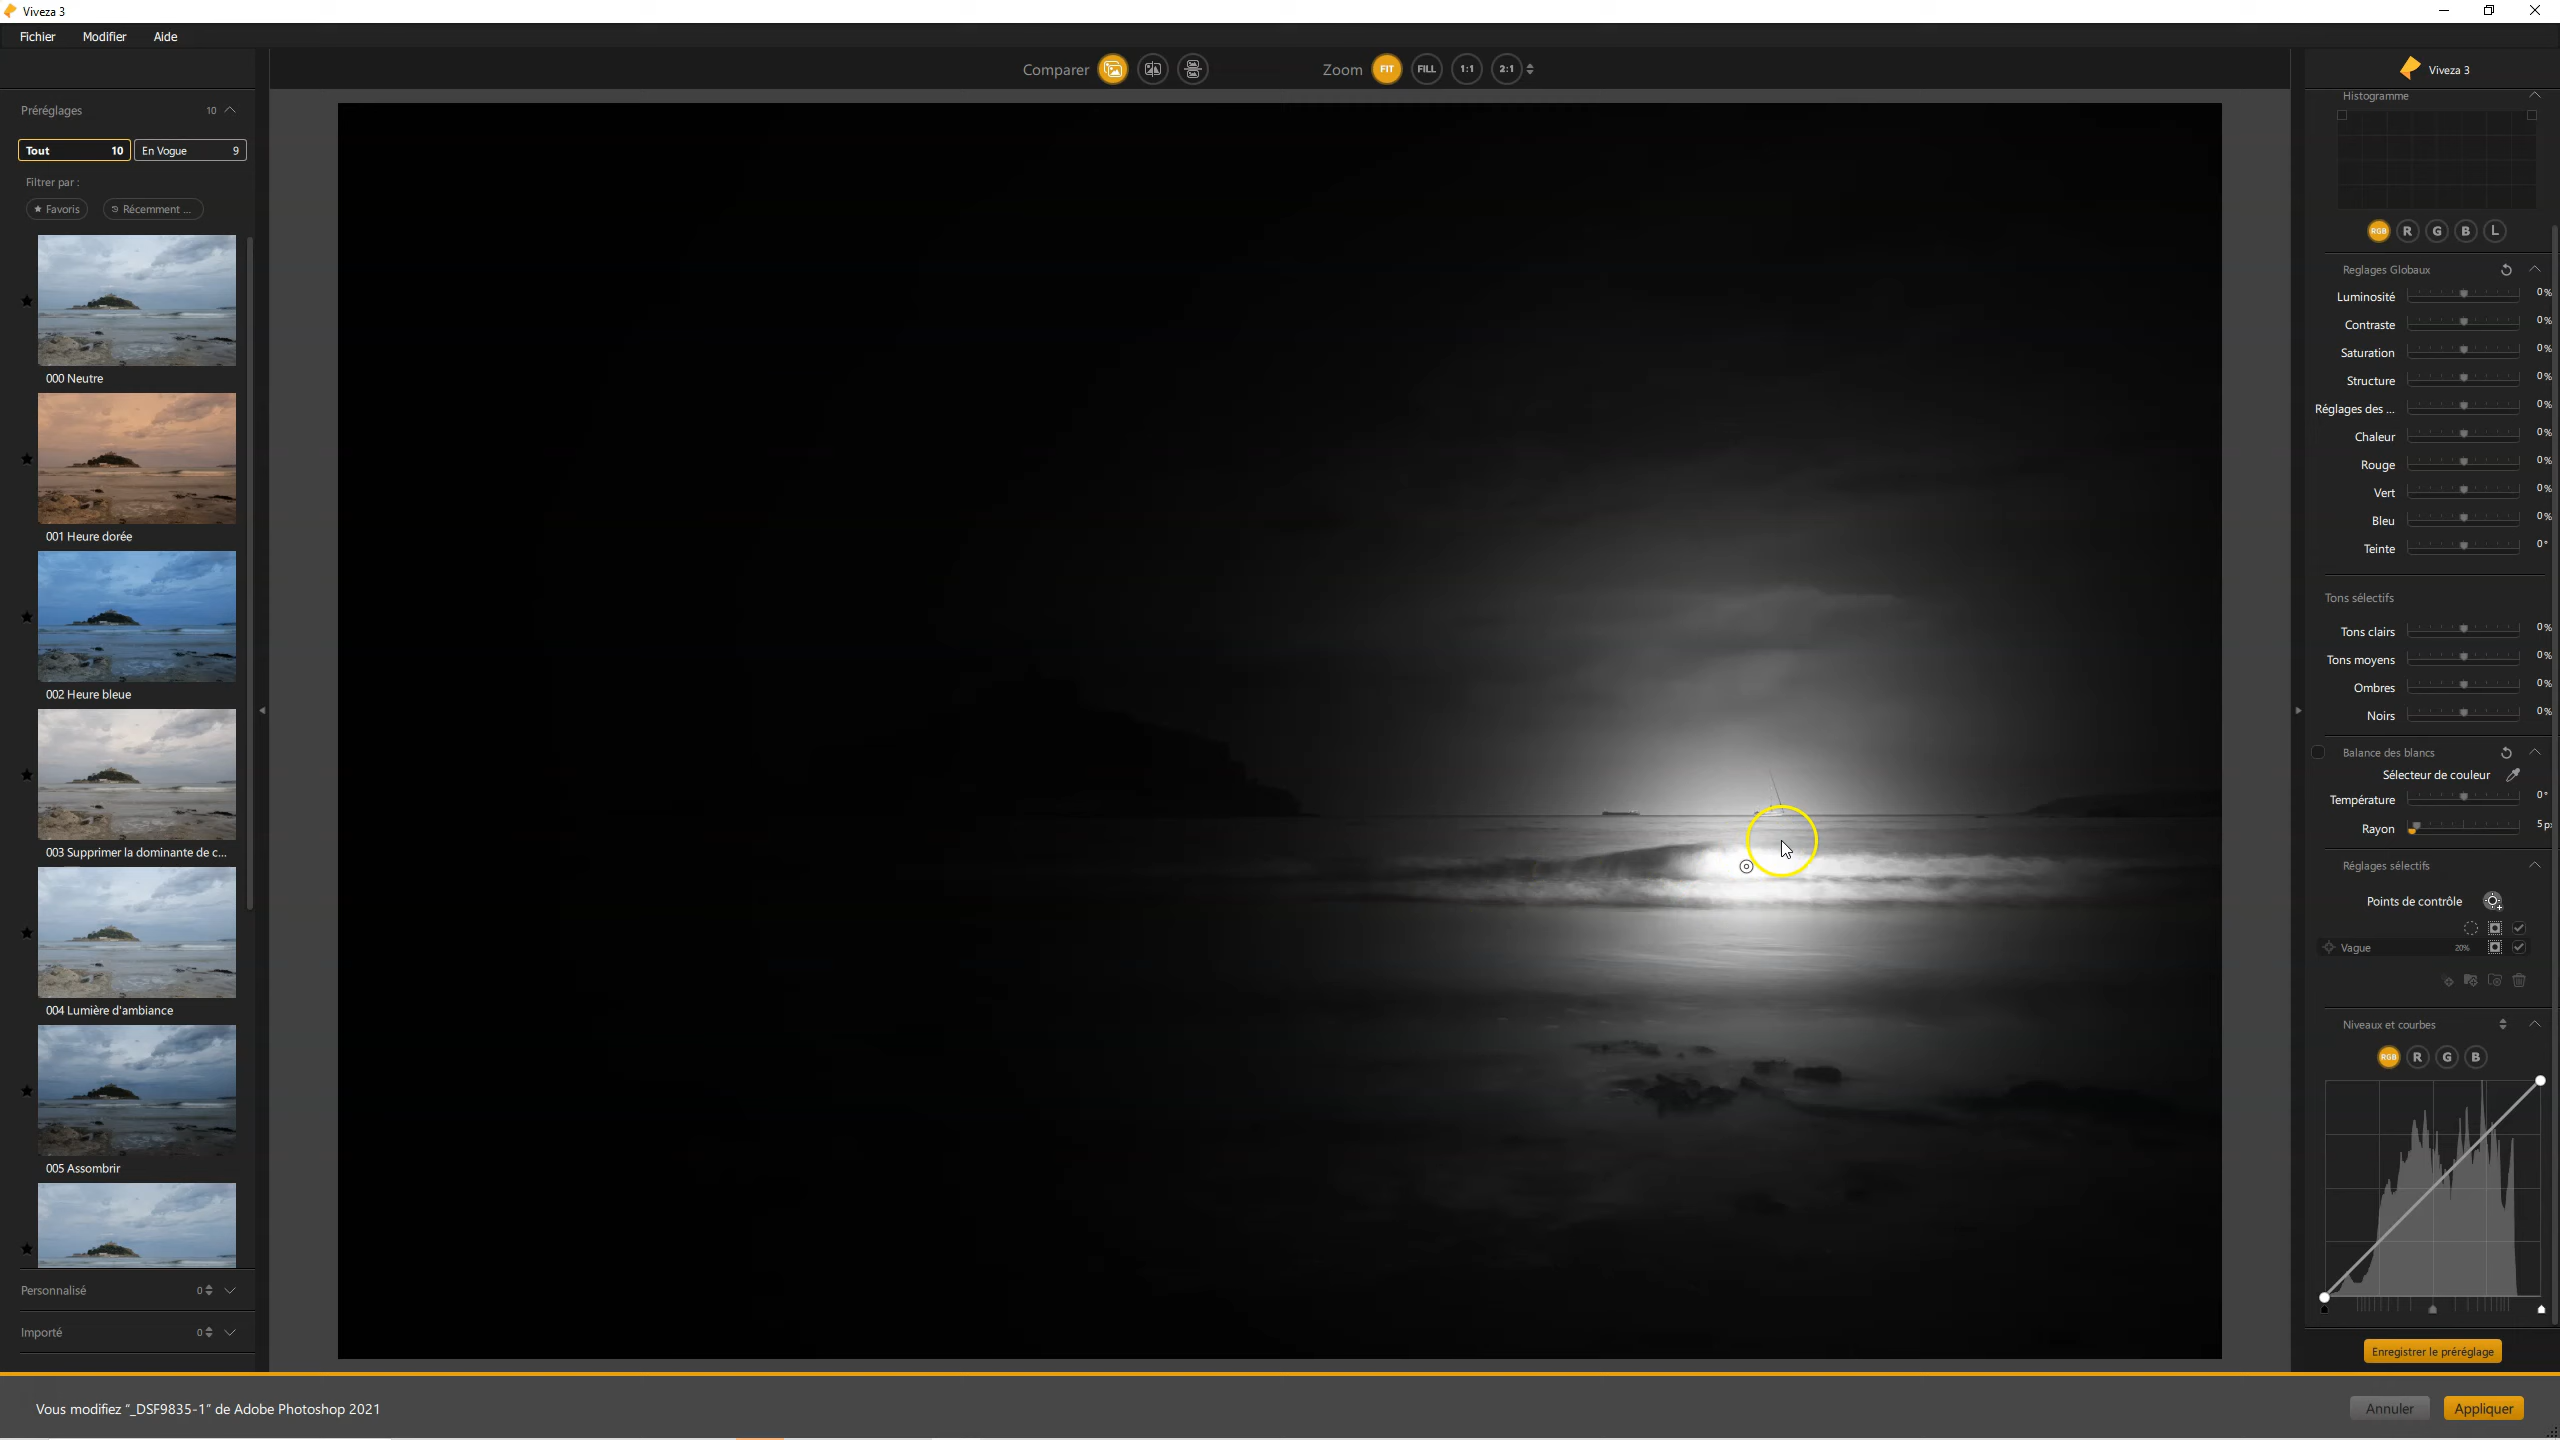 Viveza 3
Fichier Modifier Aide
Comparer Zoom FIT FILL 1:1 2:1
Viveza 3
Préréglages 10
Tout 10 En Vogue 9
Filtrer par :
Favoris Récemment ...
000 Neutre
001 Heure dorée
002 Heure bleue
003 Supprimer la dominante de c...
004 Lumière d'ambiance
005 Assombrir
Personnalisé 0
Importé 0
Histogramme
RGB R G B L
Reglages Globaux
Luminosité 0%
Contraste 0%
Saturation 0%
Structure 0%
Réglages des ... 0%
Chaleur 0%
Rouge 0%
Vert 0%
Bleu 0%
Teinte 0°
Tons sélectifs
Tons clairs 0%
Tons moyens 0%
Ombres 0%
Noirs 0%
Balance des blancs
Sélecteur de couleur
Température 0°
Rayon 5 px
Réglages sélectifs
Points de contrôle
Vague 20%
Niveaux et courbes
RGB R G B
Enregistrer le préréglage
Vous modifiez "_DSF9835-1" de Adobe Photoshop 2021
Annuler Appliquer